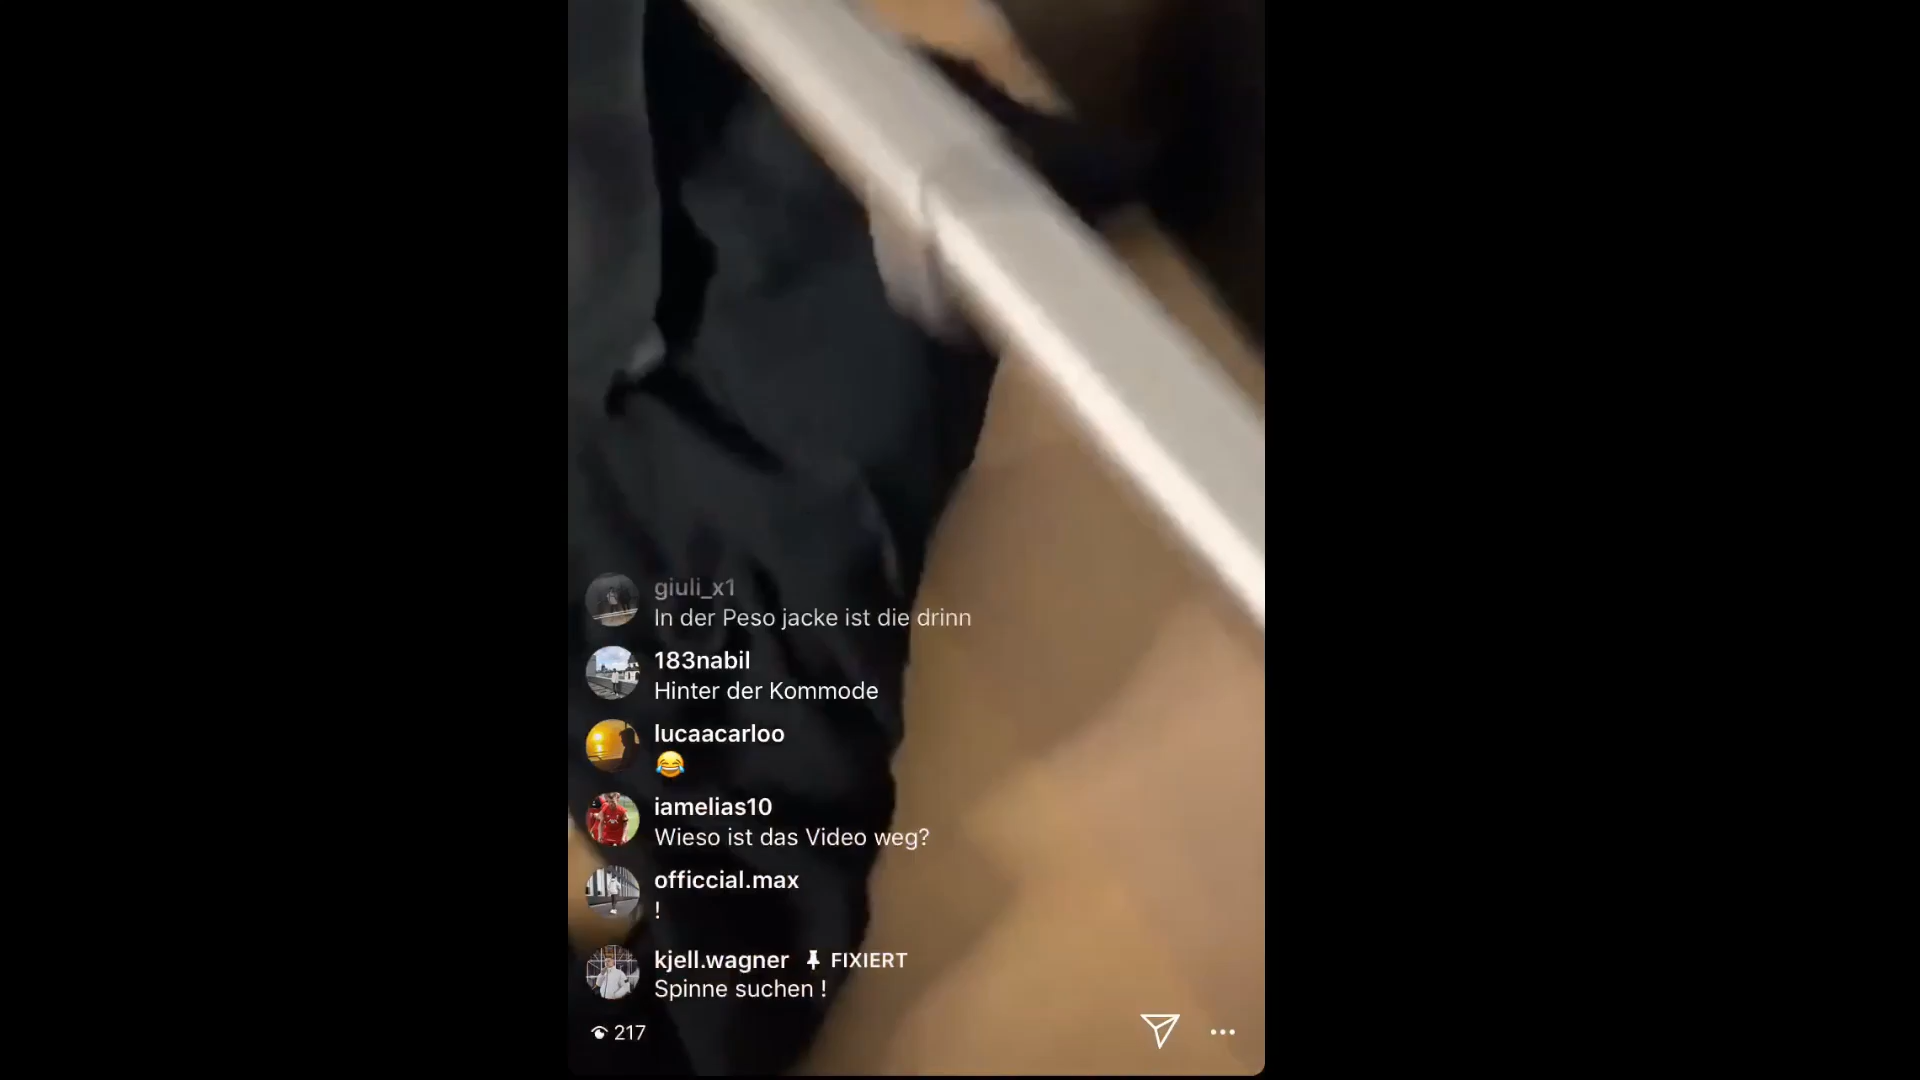 giuli_x1
In der Peso jacke ist die drinn
183nabil
Hinter der Kommode
lucaacarloo
😂
iamelias10
Wieso ist das Video weg?
officcial.max
!
kjell.wagner FIXIERT
Spinne suchen !
217